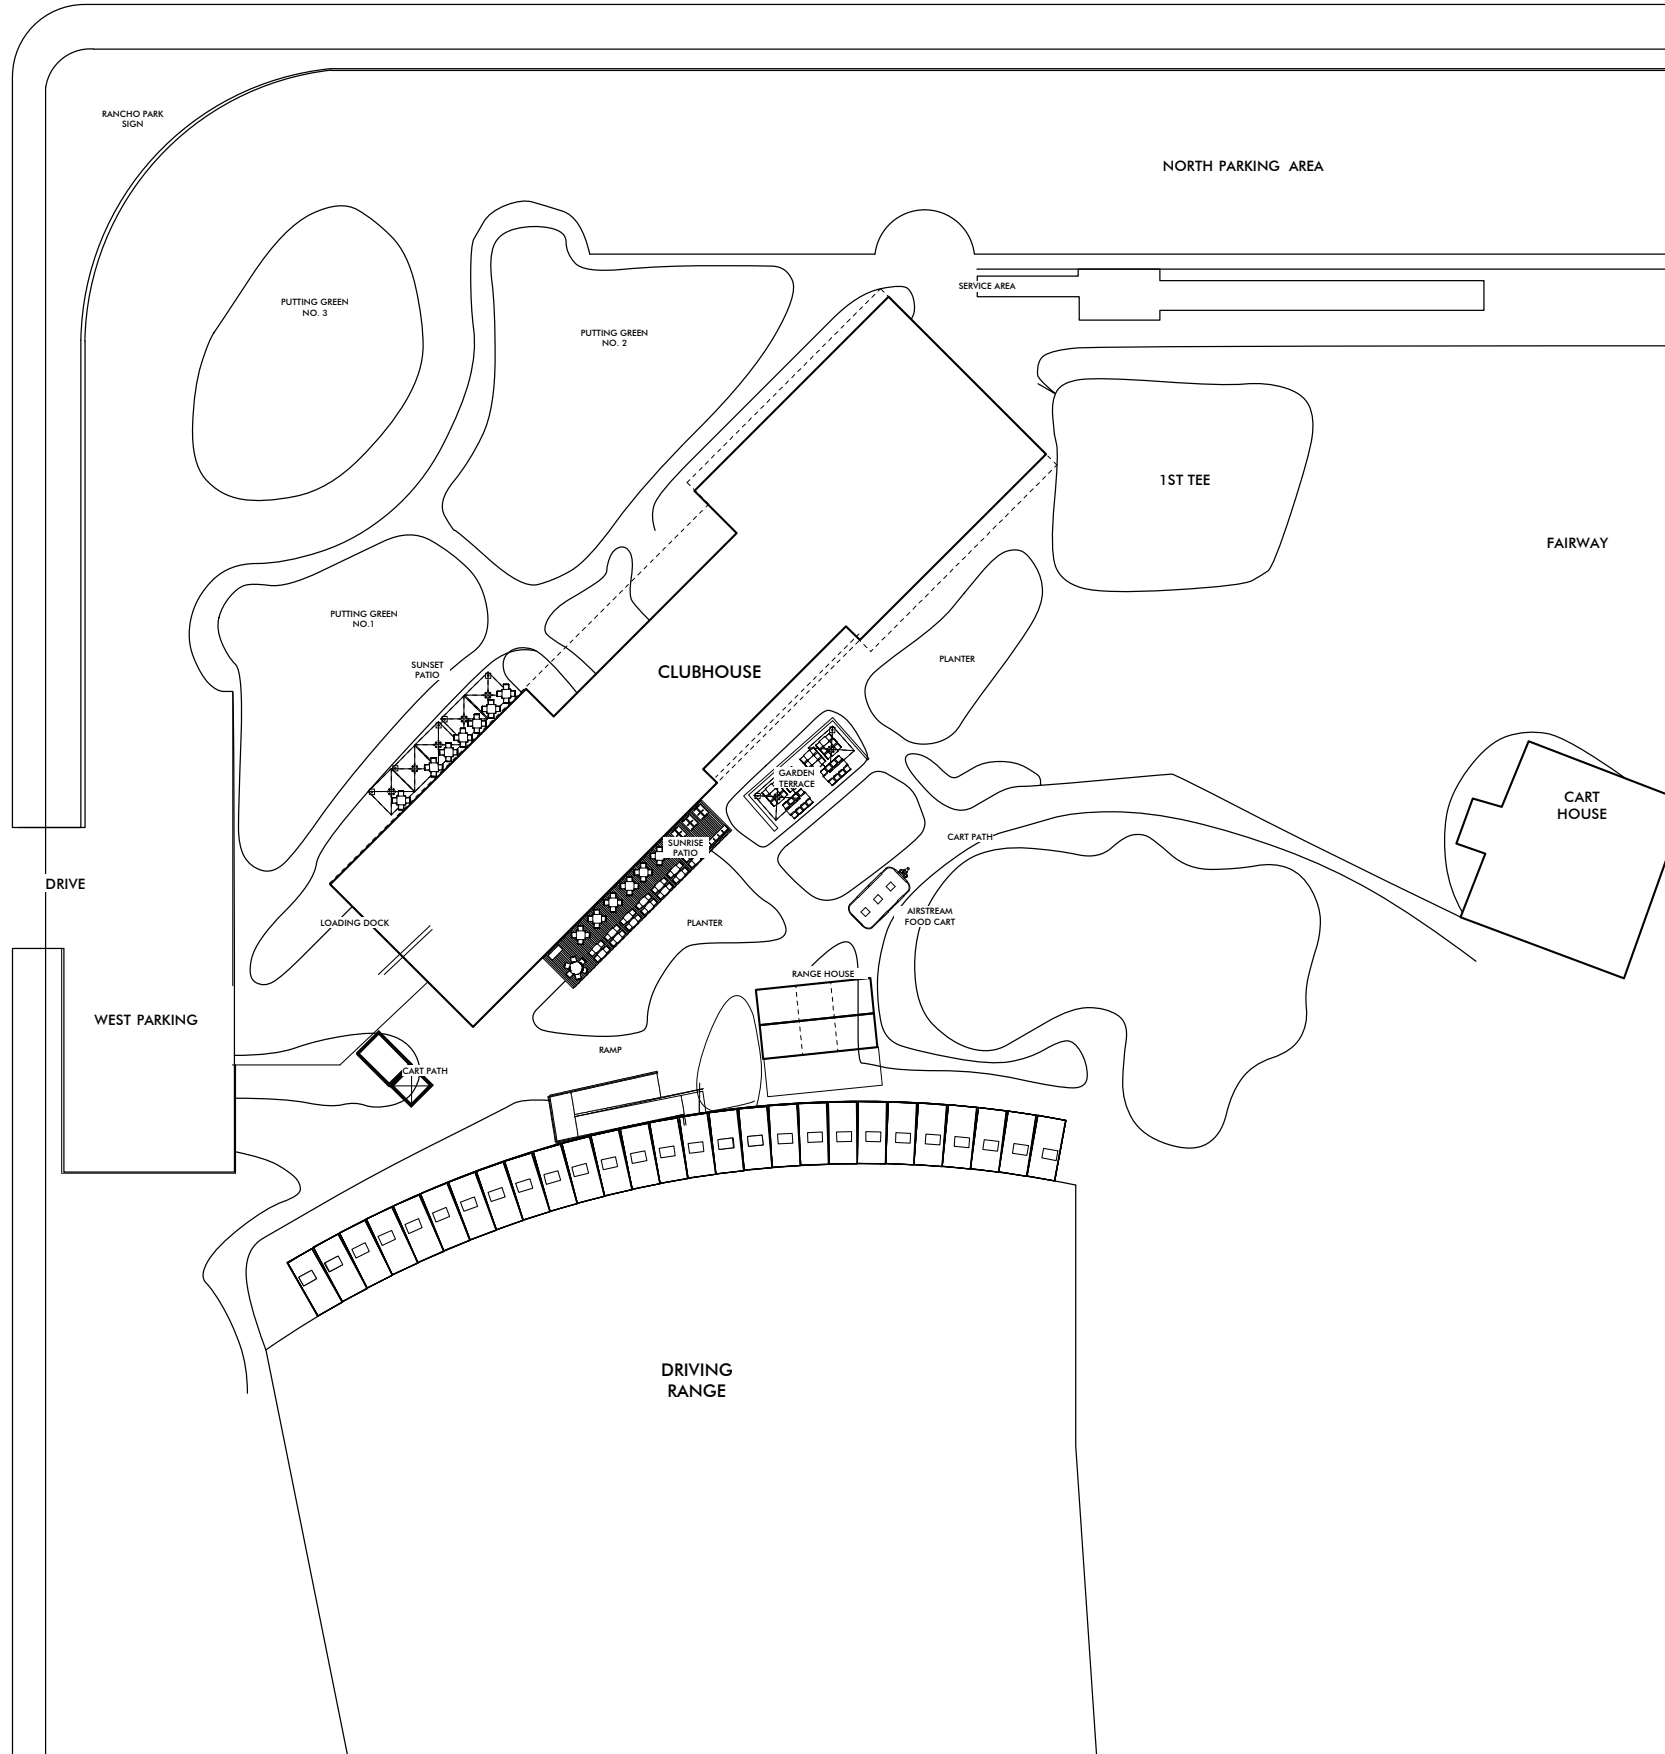 RANCHO PARK
SIGN
NORTH PARKING  AREA
SERVICE AREA
PUTTING GREEN
NO. 3
PUTTING GREEN
NO. 2
1ST TEE
FAIRWAY
PUTTING GREEN
NO.1
SUNSET
PATIO
CLUBHOUSE
PLANTER
GARDEN
TERRACE
CART
HOUSE
CART PATH
SUNRISE
PATIO
DRIVE
LOADING DOCK
PLANTER
AIRSTREAM
FOOD CART
RANGE HOUSE
WEST PARKING
RAMP
CART PATH
DRIVING
RANGE